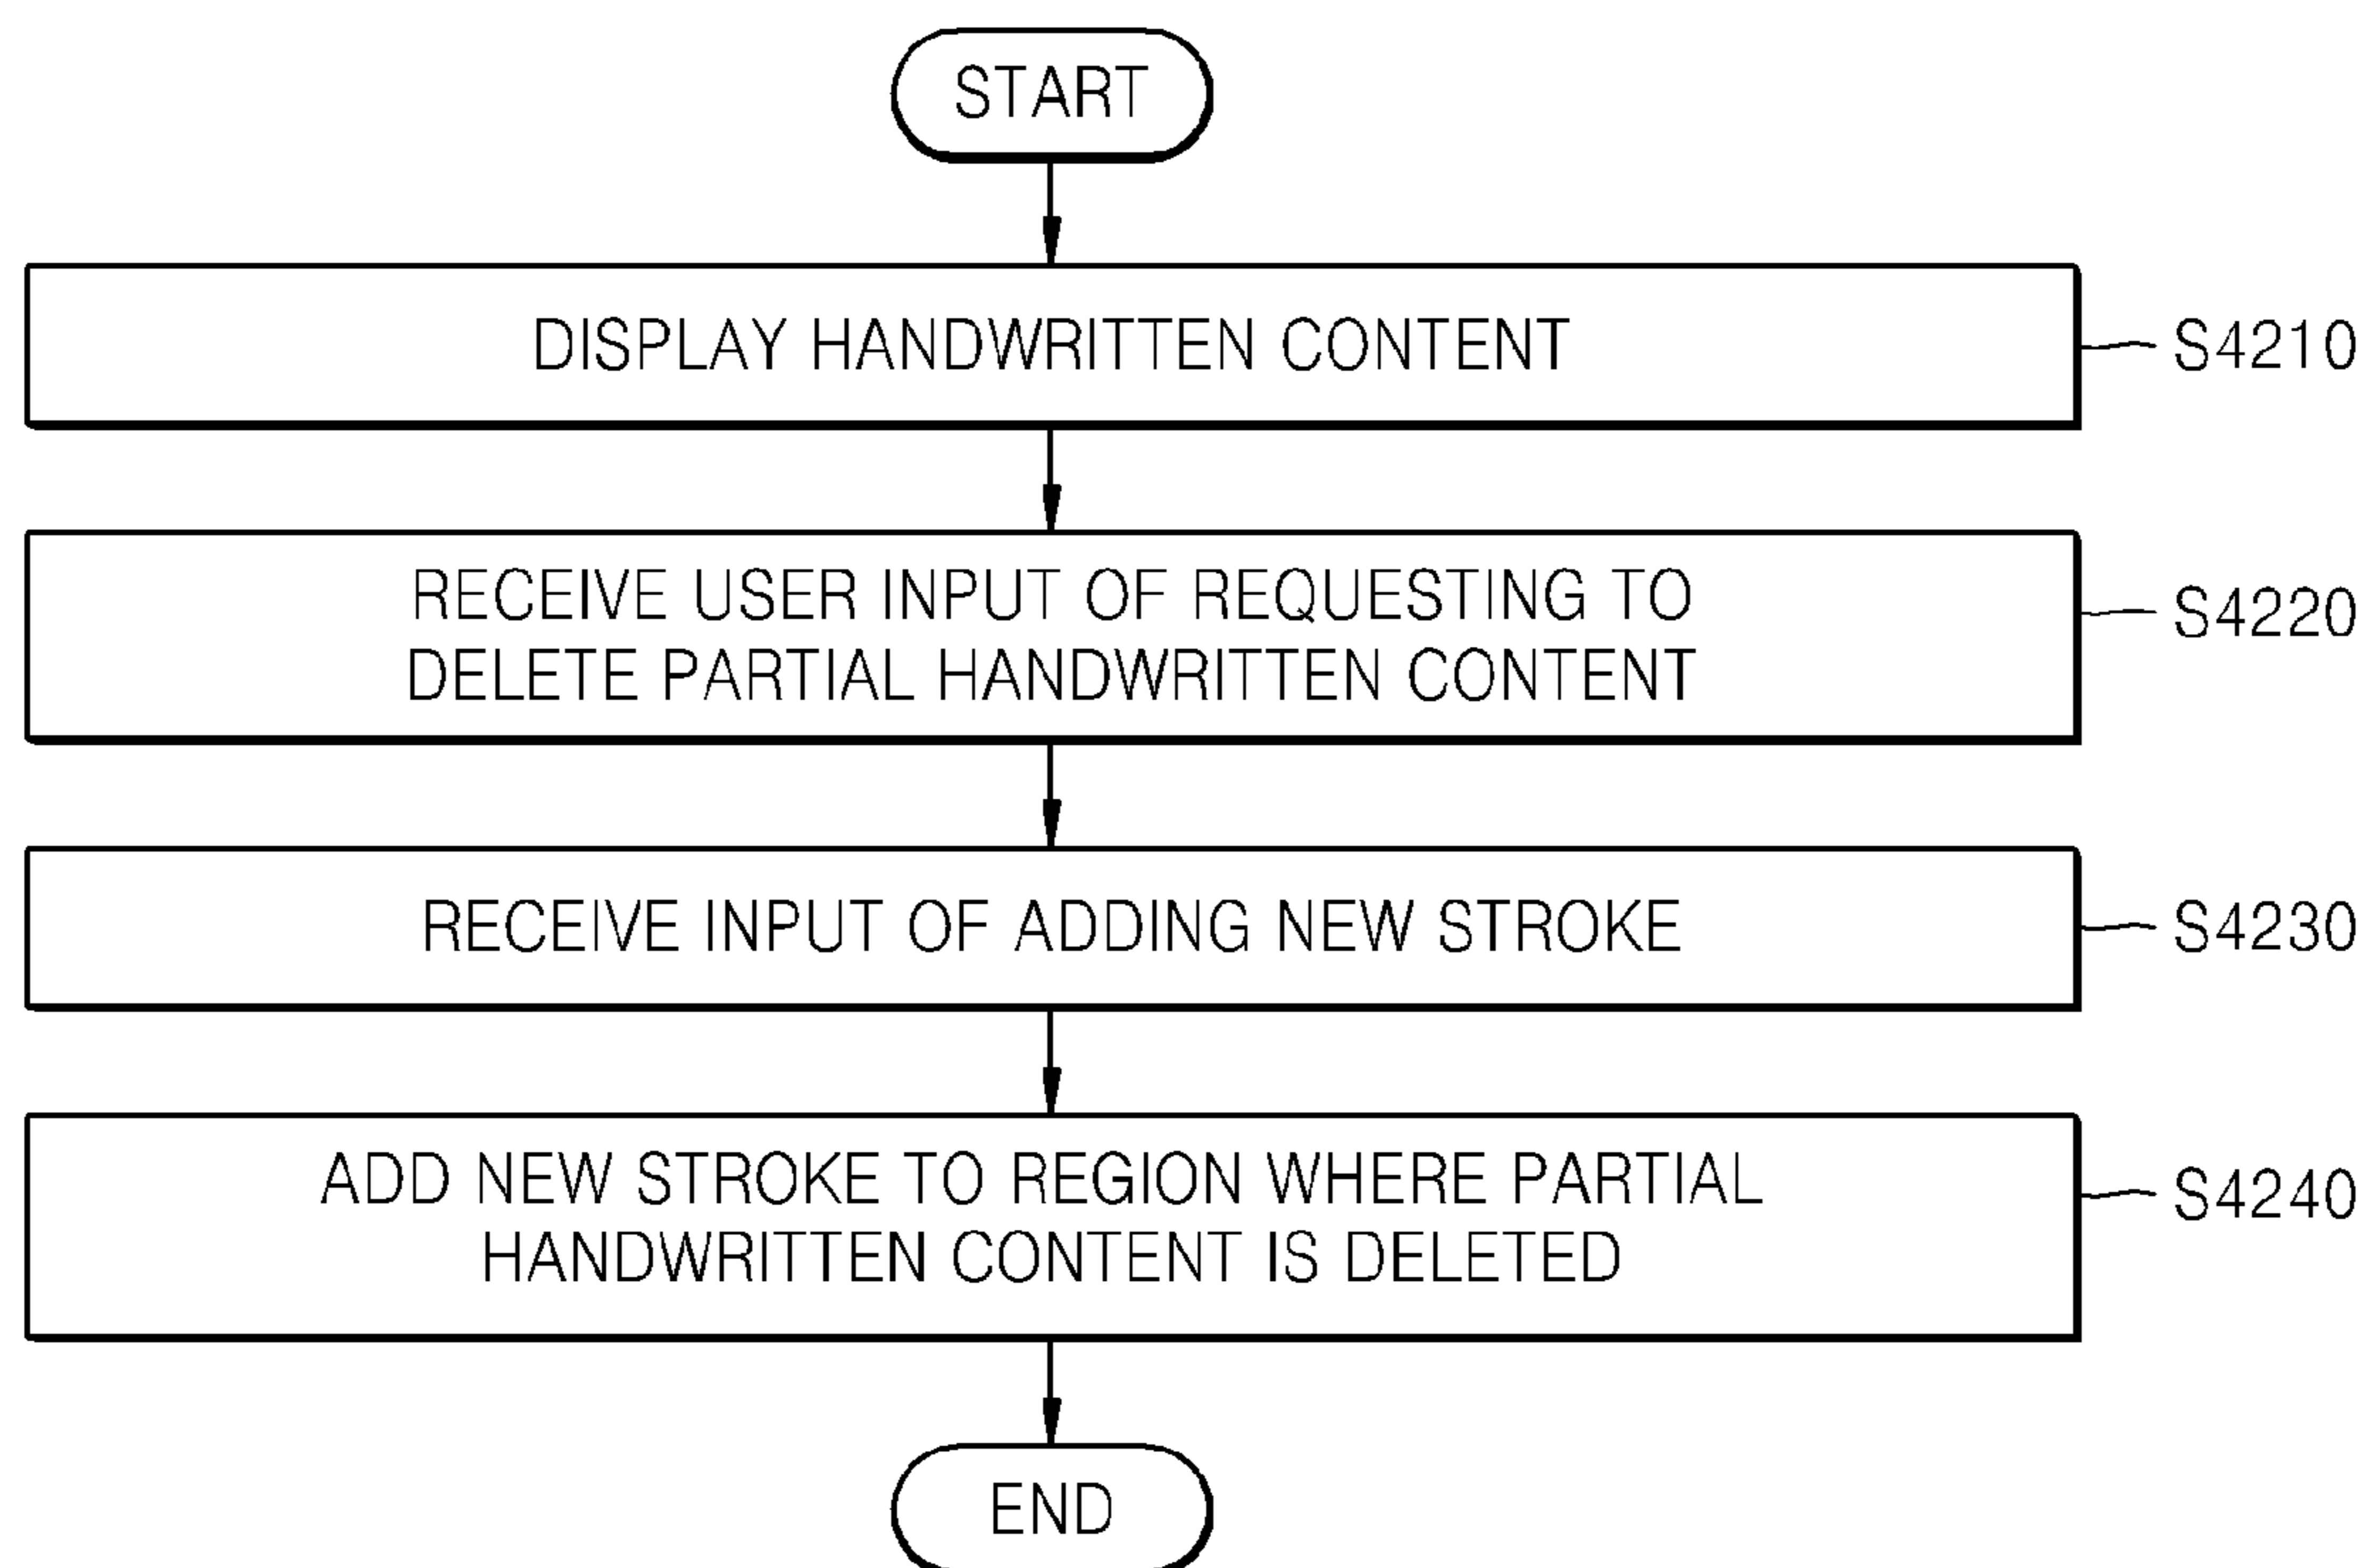 START
DISPLAY HANDWRITTEN CONTENT
S4210
RECEIVE USER INPUT OF REQUESTING TO
DELETE PARTIAL HANDWRITTEN CONTENT
S4220
RECEIVE INPUT OF ADDING NEW STROKE
S4230
ADD NEW STROKE TO REGION WHERE PARTIAL
HANDWRITTEN CONTENT IS DELETED
S4240
END